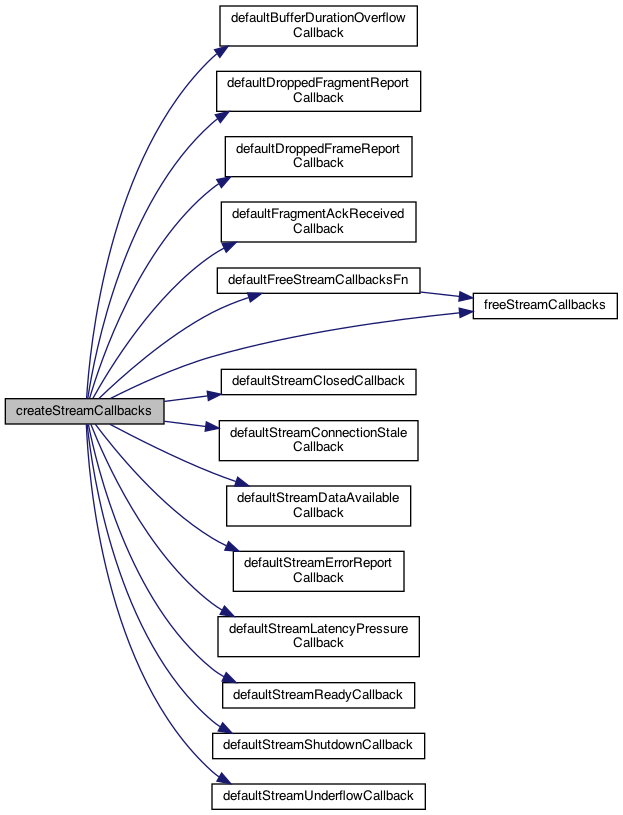 defaultBufferDurationOverflow
Callback
defaultDroppedFragmentReport
Callback
defaultDroppedFrameReport
Callback
defaultFragmentAckReceived
Callback
defaultFreeStreamCallbacksFn
freeStreamCallbacks
defaultStreamClosedCallback
createStreamCallbacks
defaultStreamConnectionStale
Callback
defaultStreamDataAvailable
Callback
defaultStreamErrorReport
Callback
defaultStreamLatencyPressure
Callback
defaultStreamReadyCallback
defaultStreamShutdownCallback
defaultStreamUnderflowCallback